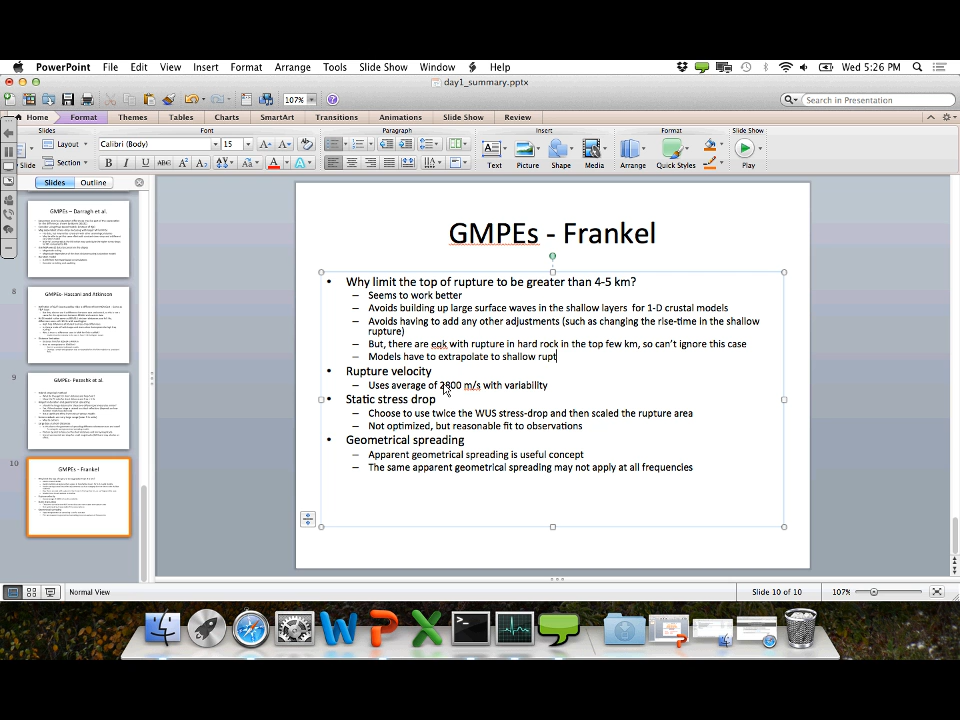 PowerPoint File Edit View Insert Format Arrange Tools Slide Show Window Help Wed 5:26 PM
day1_summary.pptx
107% Search in Presentation
Home Format Themes Tables Charts SmartArt Transitions Animations Slide Show Review
Slides Font Paragraph Insert Format Slide Show
Layout Calibri (Body) 15
Slide Section B I U ABC A² A₂ AV Aa A A Text Picture Shape Media Arrange Quick Styles Play
Slides Outline
GMPEs – Darragh et al.
8
GMPEs- Hassani and Atkinson
9
GMPEs- Pezeshk et al.
10
GMPEs - Frankel
GMPEs - Frankel
• Why limit the top of rupture to be greater than 4-5 km?
– Seems to work better
– Avoids building up large surface waves in the shallow layers for 1-D crustal models
– Avoids having to add any other adjustments (such as changing the rise-time in the shallow
rupture)
– But, there are eqk with rupture in hard rock in the top few km, so can't ignore this case
– Models have to extrapolate to shallow rupt
• Rupture velocity
– Uses average of 2800 m/s with variability
• Static stress drop
– Choose to use twice the WUS stress-drop and then scaled the rupture area
– Not optimized, but reasonable fit to observations
• Geometrical spreading
– Apparent geometrical spreading is useful concept
– The same apparent geometrical spreading may not apply at all frequencies
Normal View Slide 10 of 10 107%